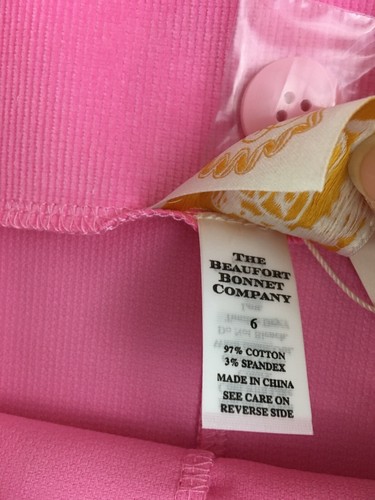 THE
BEAUFORT
BONNET
COMPANY
6
97% COTTON
3% SPANDEX
MADE IN CHINA
SEE CARE ON
REVERSE SIDE